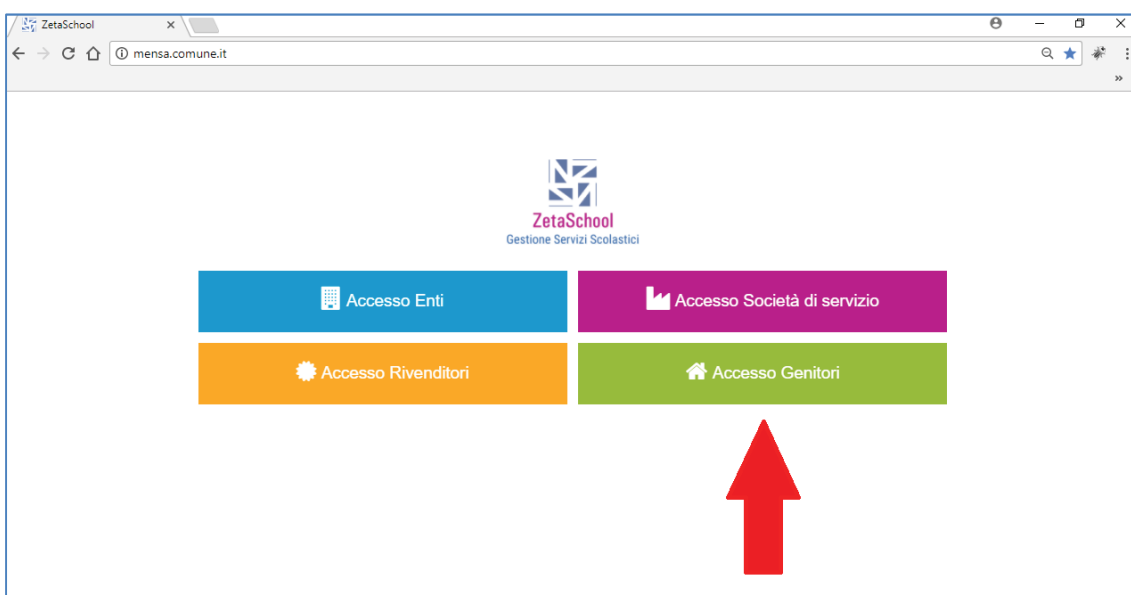 ZetaSchool
mensa.comune.it
ZetaSchool
Gestione Servizi Scolastici
Accesso Enti
Accesso Società di servizio
Accesso Rivenditori
Accesso Genitori